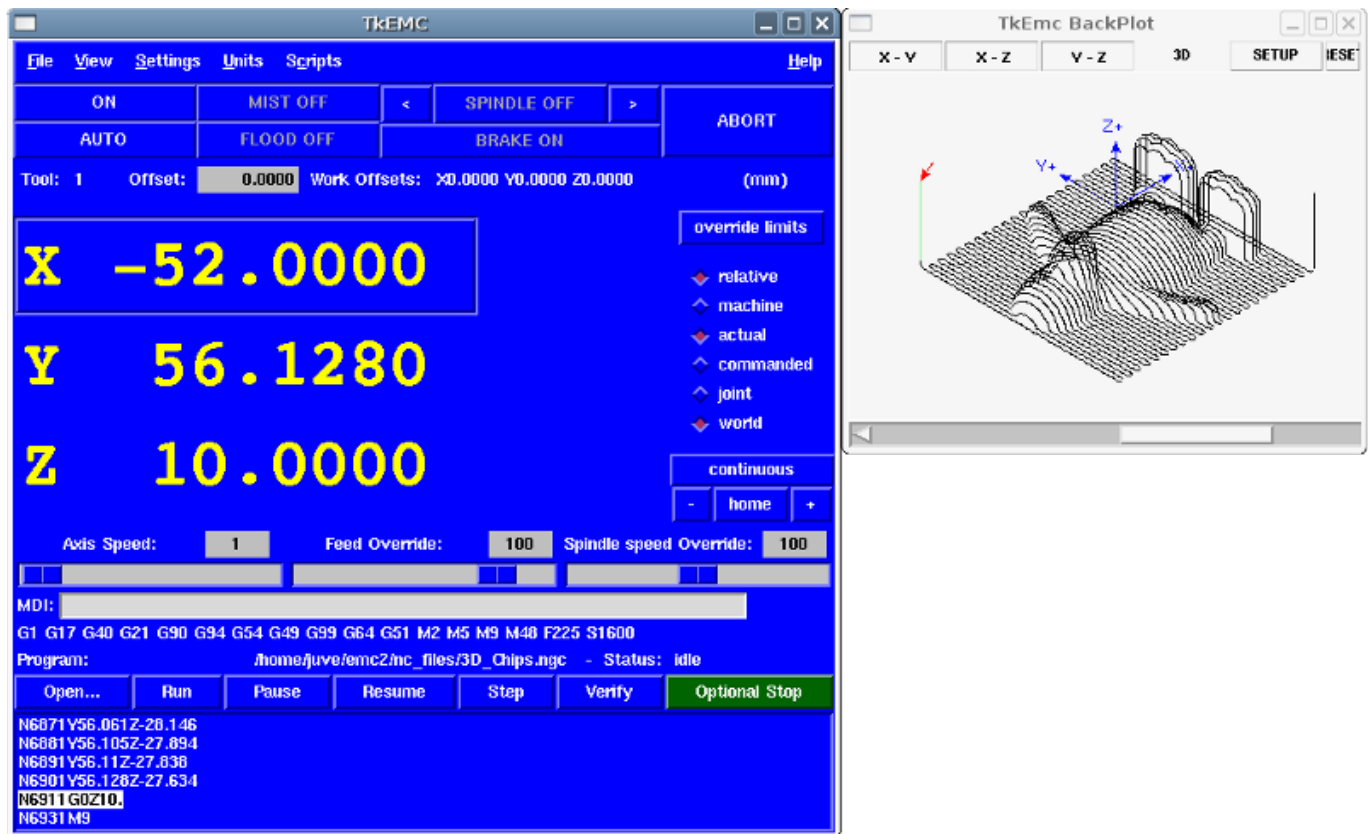 TkEMC
File View Settings Units Scripts Help
ON MIST OFF < SPINDLE OFF > ABORT
AUTO FLOOD OFF BRAKE ON
Tool: 1 Offset: 0.0000 Work Offsets: X0.0000 Y0.0000 Z0.0000 (mm)
override limits
X -52.0000
relative
machine
Y 56.1280
actual
commanded
joint
world
Z 10.0000
continuous
- home +
Axis Speed: 1 Feed Override: 100 Spindle speed Override: 100
MDI:
G1 G17 G40 G21 G90 G94 G54 G49 G99 G64 G51 M2 M5 M9 M48 F225 S1600
Program: /home/juve/emc2/nc_files/3D_Chips.ngc - Status: idle
Open... Run Pause Resume Step Verify Optional Stop
N6871Y56.061Z-28.146
N6881Y56.105Z-27.894
N6891Y56.11Z-27.838
N6901Y56.128Z-27.634
N6911G0Z10.
N6931M9
TkEmc BackPlot
X - Y X - Z Y - Z 3D SETUP RESET
Z+
Y+ X+